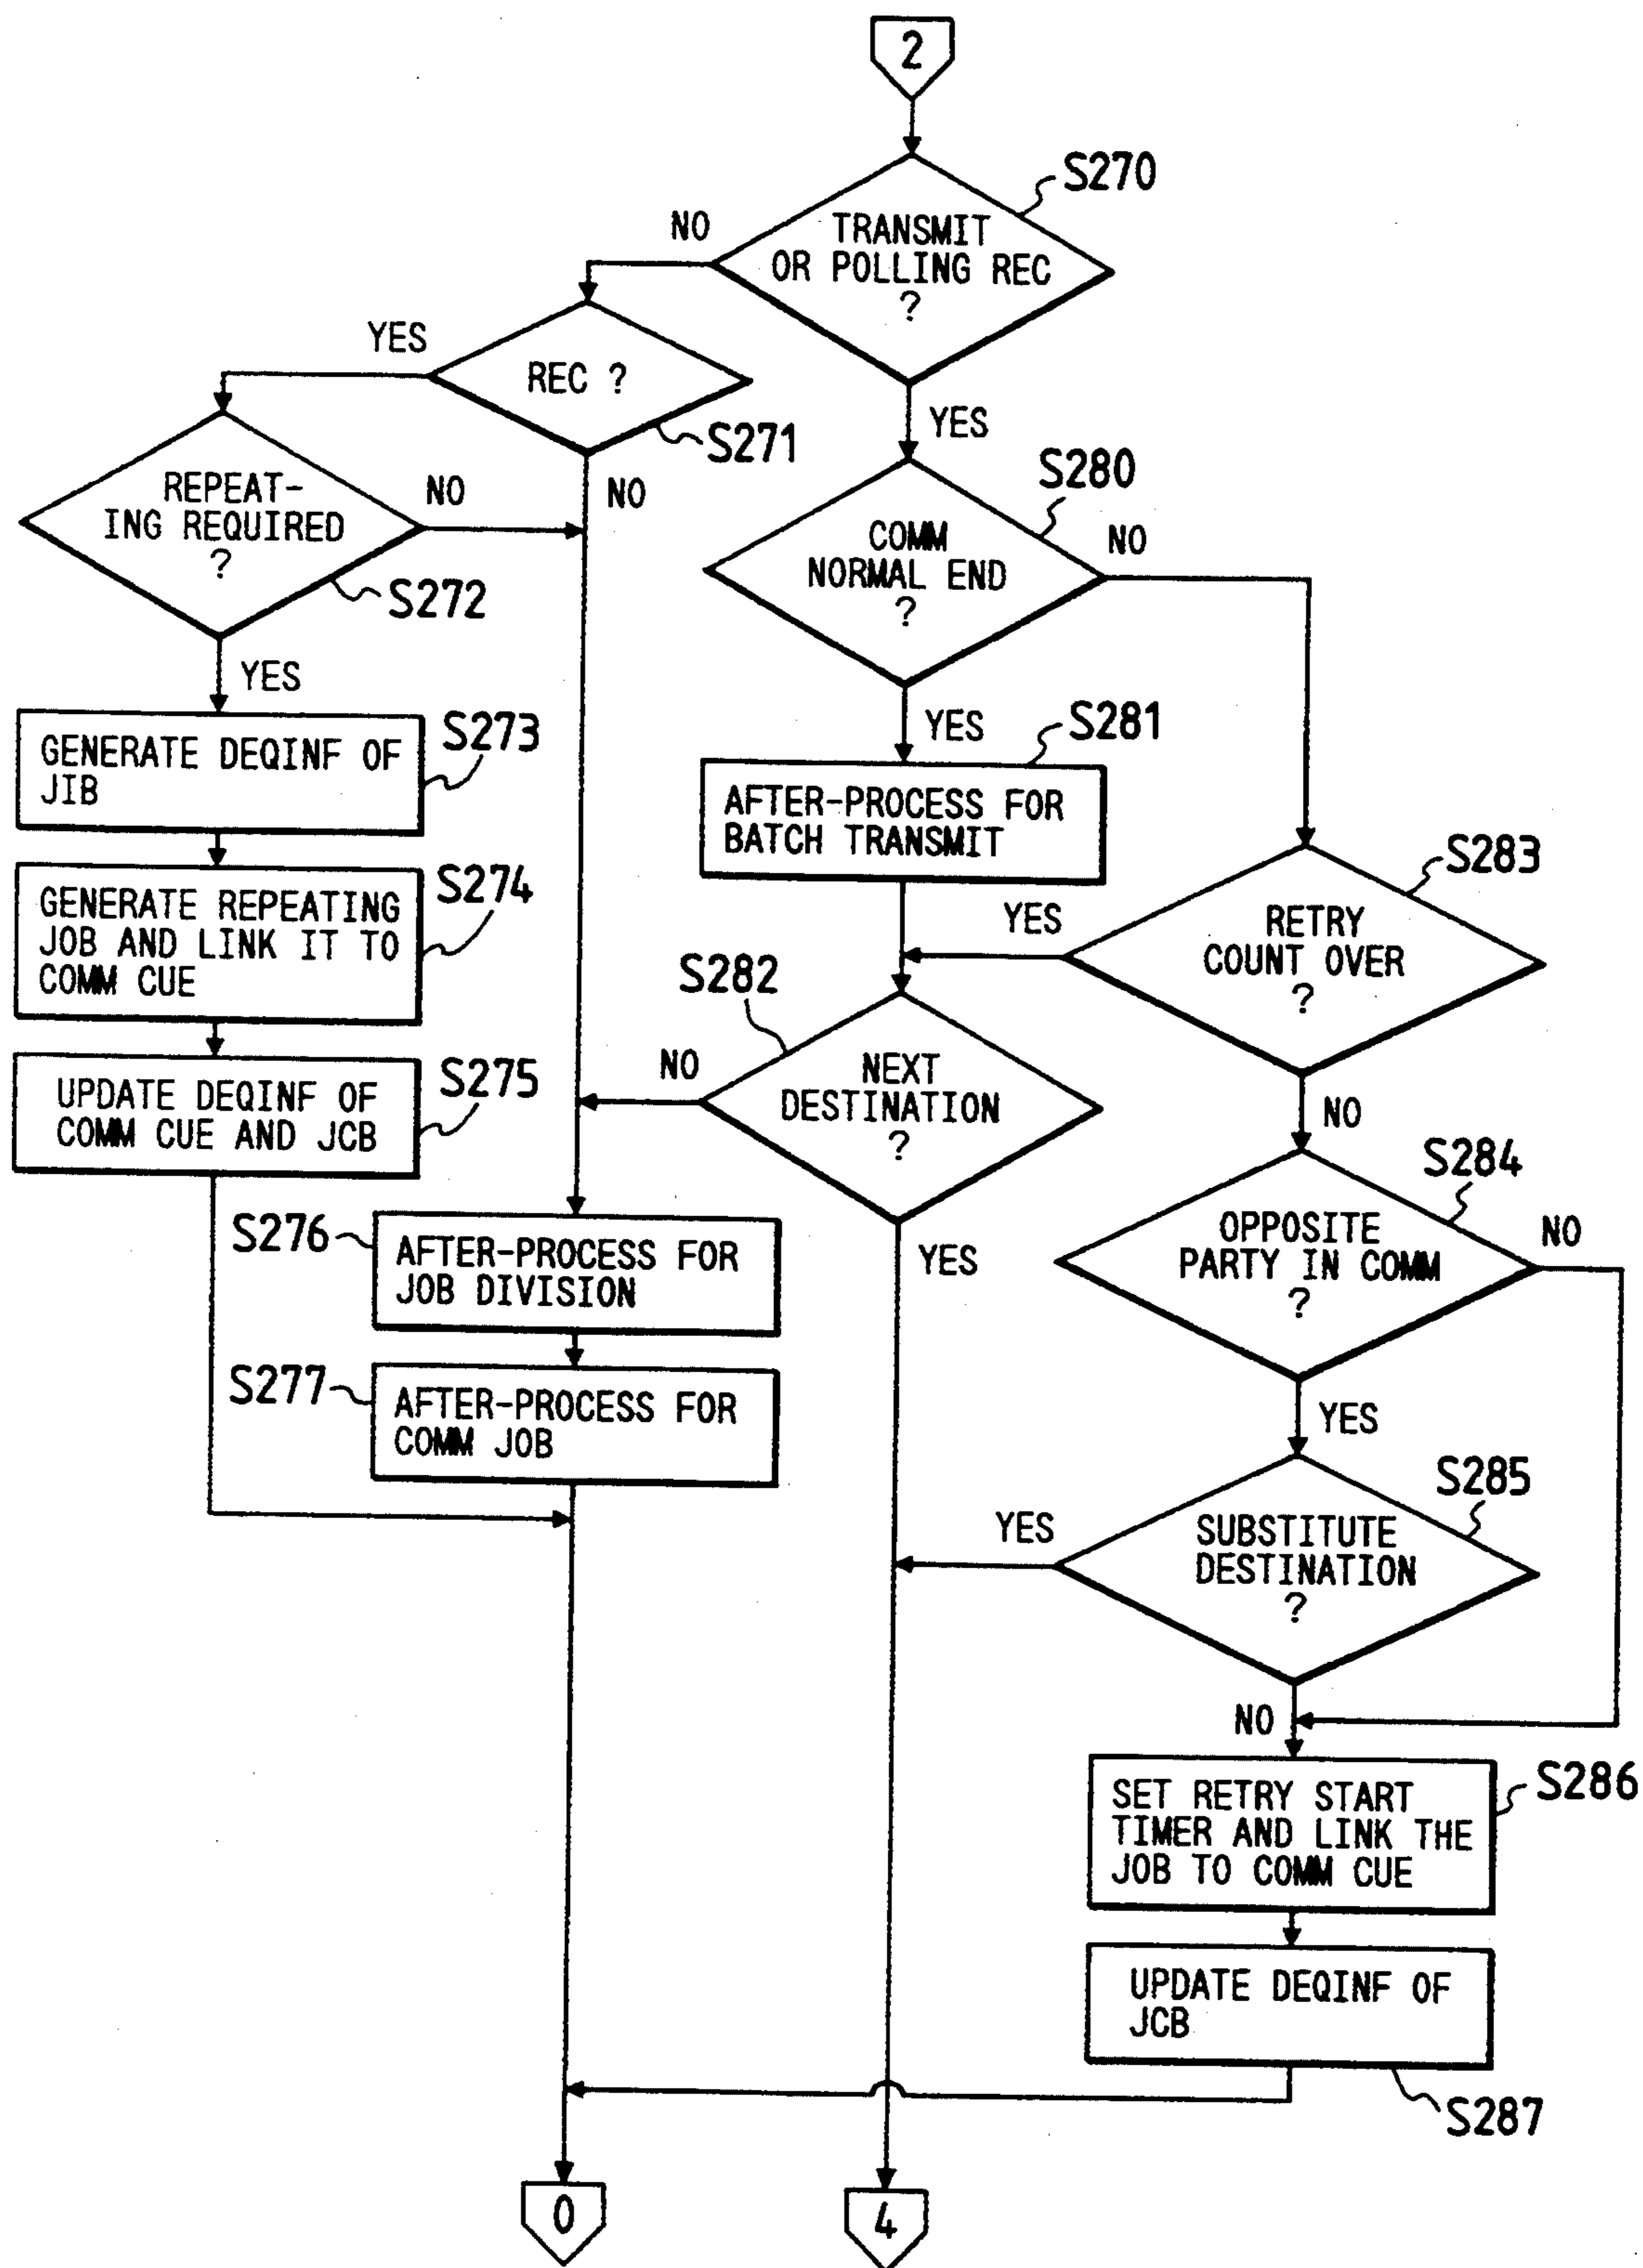 2
S270
TRANSMIT
OR POLLING REC
?
NO
YES
REC ?
S271
YES
NO
REPEAT-
ING REQUIRED
?
S272
NO
YES
S280
COMM
NORMAL END
?
NO
YES
GENERATE DEQINF OF
JIB
S273
S281
AFTER-PROCESS FOR
BATCH TRANSMIT
GENERATE REPEATING
JOB AND LINK IT TO
COMM CUE
S274
S283
RETRY
COUNT OVER
?
YES
NO
S282
NEXT
DESTINATION
?
NO
YES
UPDATE DEQINF OF
COMM CUE AND JCB
S275
S284
OPPOSITE
PARTY IN COMM
?
NO
YES
S276
AFTER-PROCESS FOR
JOB DIVISION
S277
AFTER-PROCESS FOR
COMM JOB
S285
SUBSTITUTE
DESTINATION
?
YES
NO
SET RETRY START
TIMER AND LINK THE
JOB TO COMM CUE
S286
UPDATE DEQINF OF
JCB
S287
0
4